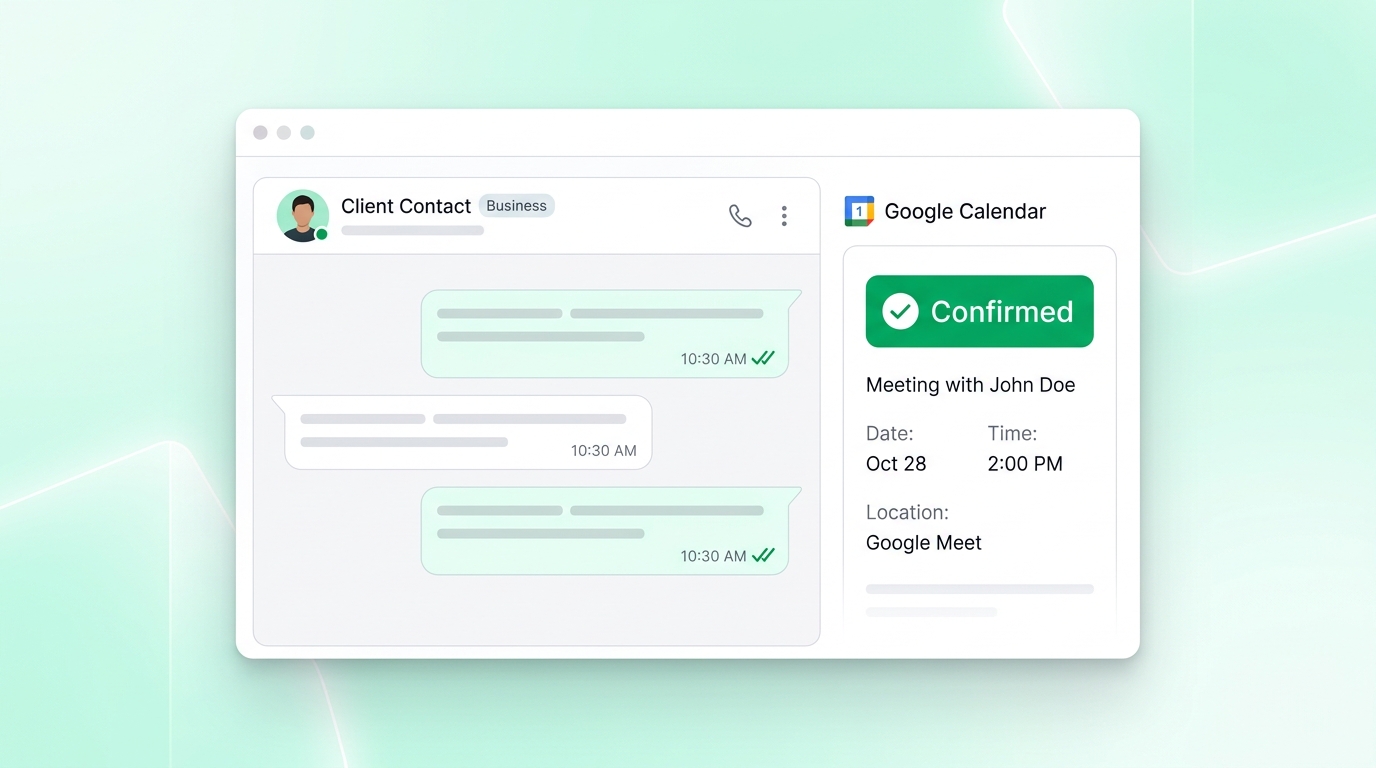 Client Contact
Business
10:30 AM
10:30 AM
10:30 AM
1
Google Calendar
Confirmed
Meeting with John Doe
Date: Time:
Oct 28 2:00 PM
Location:
Google Meet